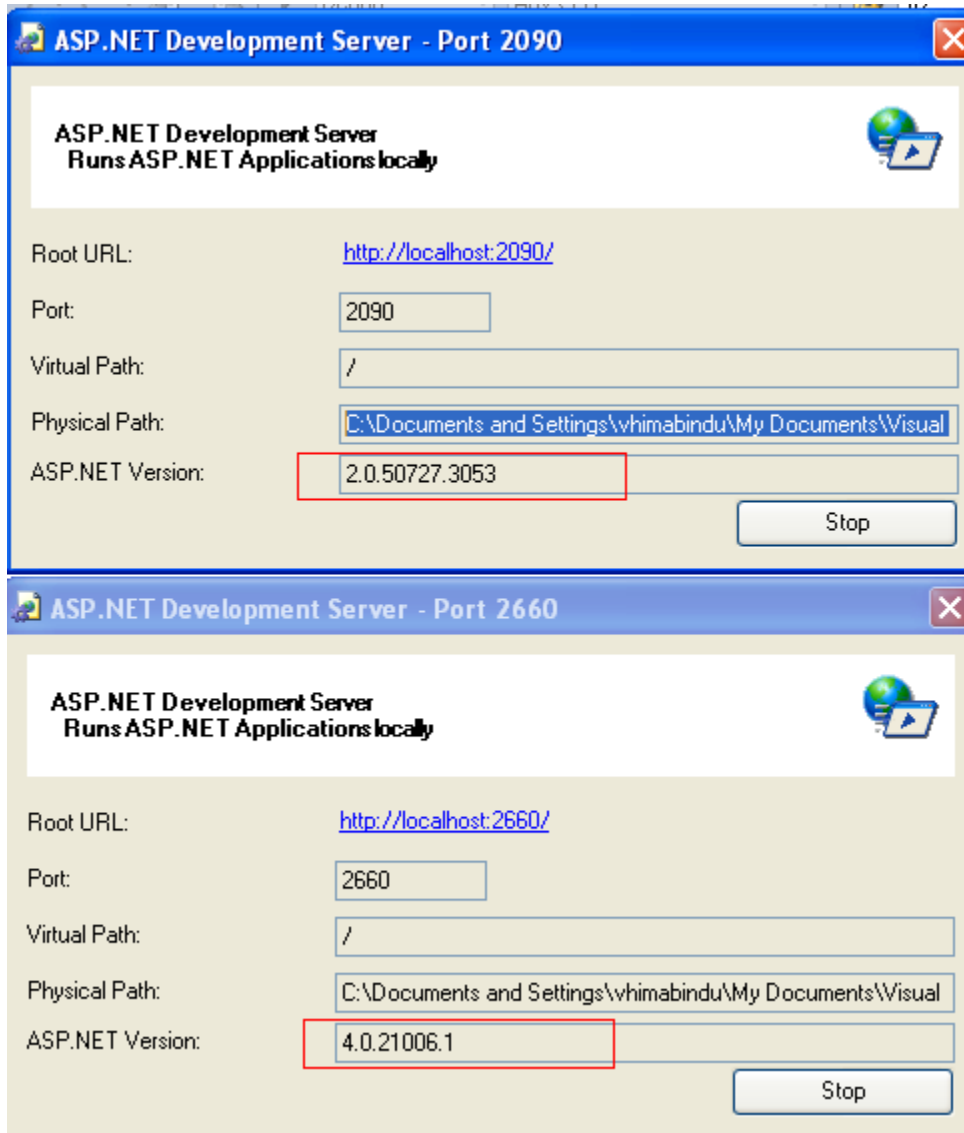 ASP.NET Development Server - Port 2090
ASP.NET Development Server
Runs ASP.NET Applications locally
Root URL: http://localhost:2090/
Port: 2090
Virtual Path: /
Physical Path: C:\Documents and Settings\vhimabindu\My Documents\Visual
ASP.NET Version: 2.0.50727.3053
Stop
ASP.NET Development Server - Port 2660
ASP.NET Development Server
Runs ASP.NET Applications locally
Root URL: http://localhost:2660/
Port: 2660
Virtual Path: /
Physical Path: C:\Documents and Settings\vhimabindu\My Documents\Visual
ASP.NET Version: 4.0.21006.1
Stop